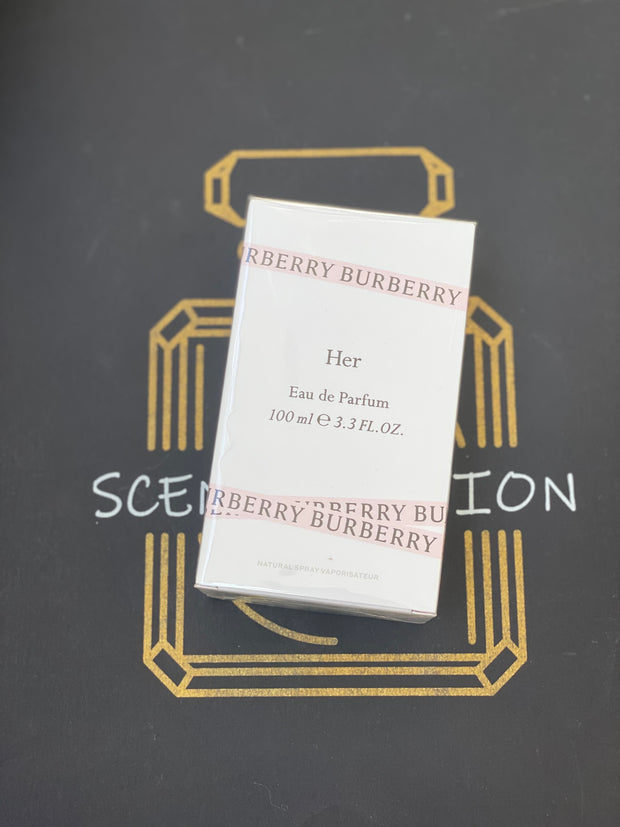 RBERRY BURBERRY
Her
Eau de Parfum
100 ml ℮ 3.3 FL.OZ.
SCEN
ION
RBERRY BU
RBERRY BURBERRY
NATURAL SPRAY VAPORISATEUR